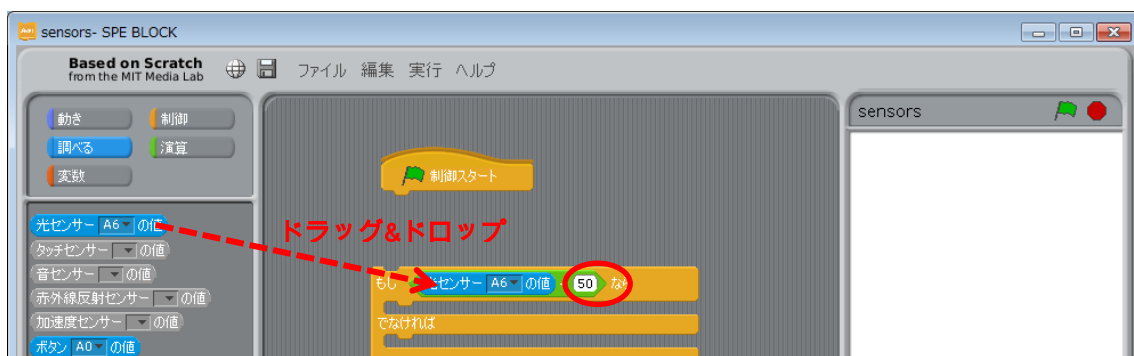 sensors- SPE BLOCK
Based on Scratch
from the MIT Media Lab
ファイル 編集 実行 ヘルプ
動き 制御
調べる 演算
変数
sensors
制御スタート
光センサー A6 の値
ドラッグ&ドロップ
タッチセンサー の値
音センサー の値
赤外線反射センサー の値
加速度センサー の値
ボタン A0 の値
もし 光センサー A6 の値 50 なら
でなければ